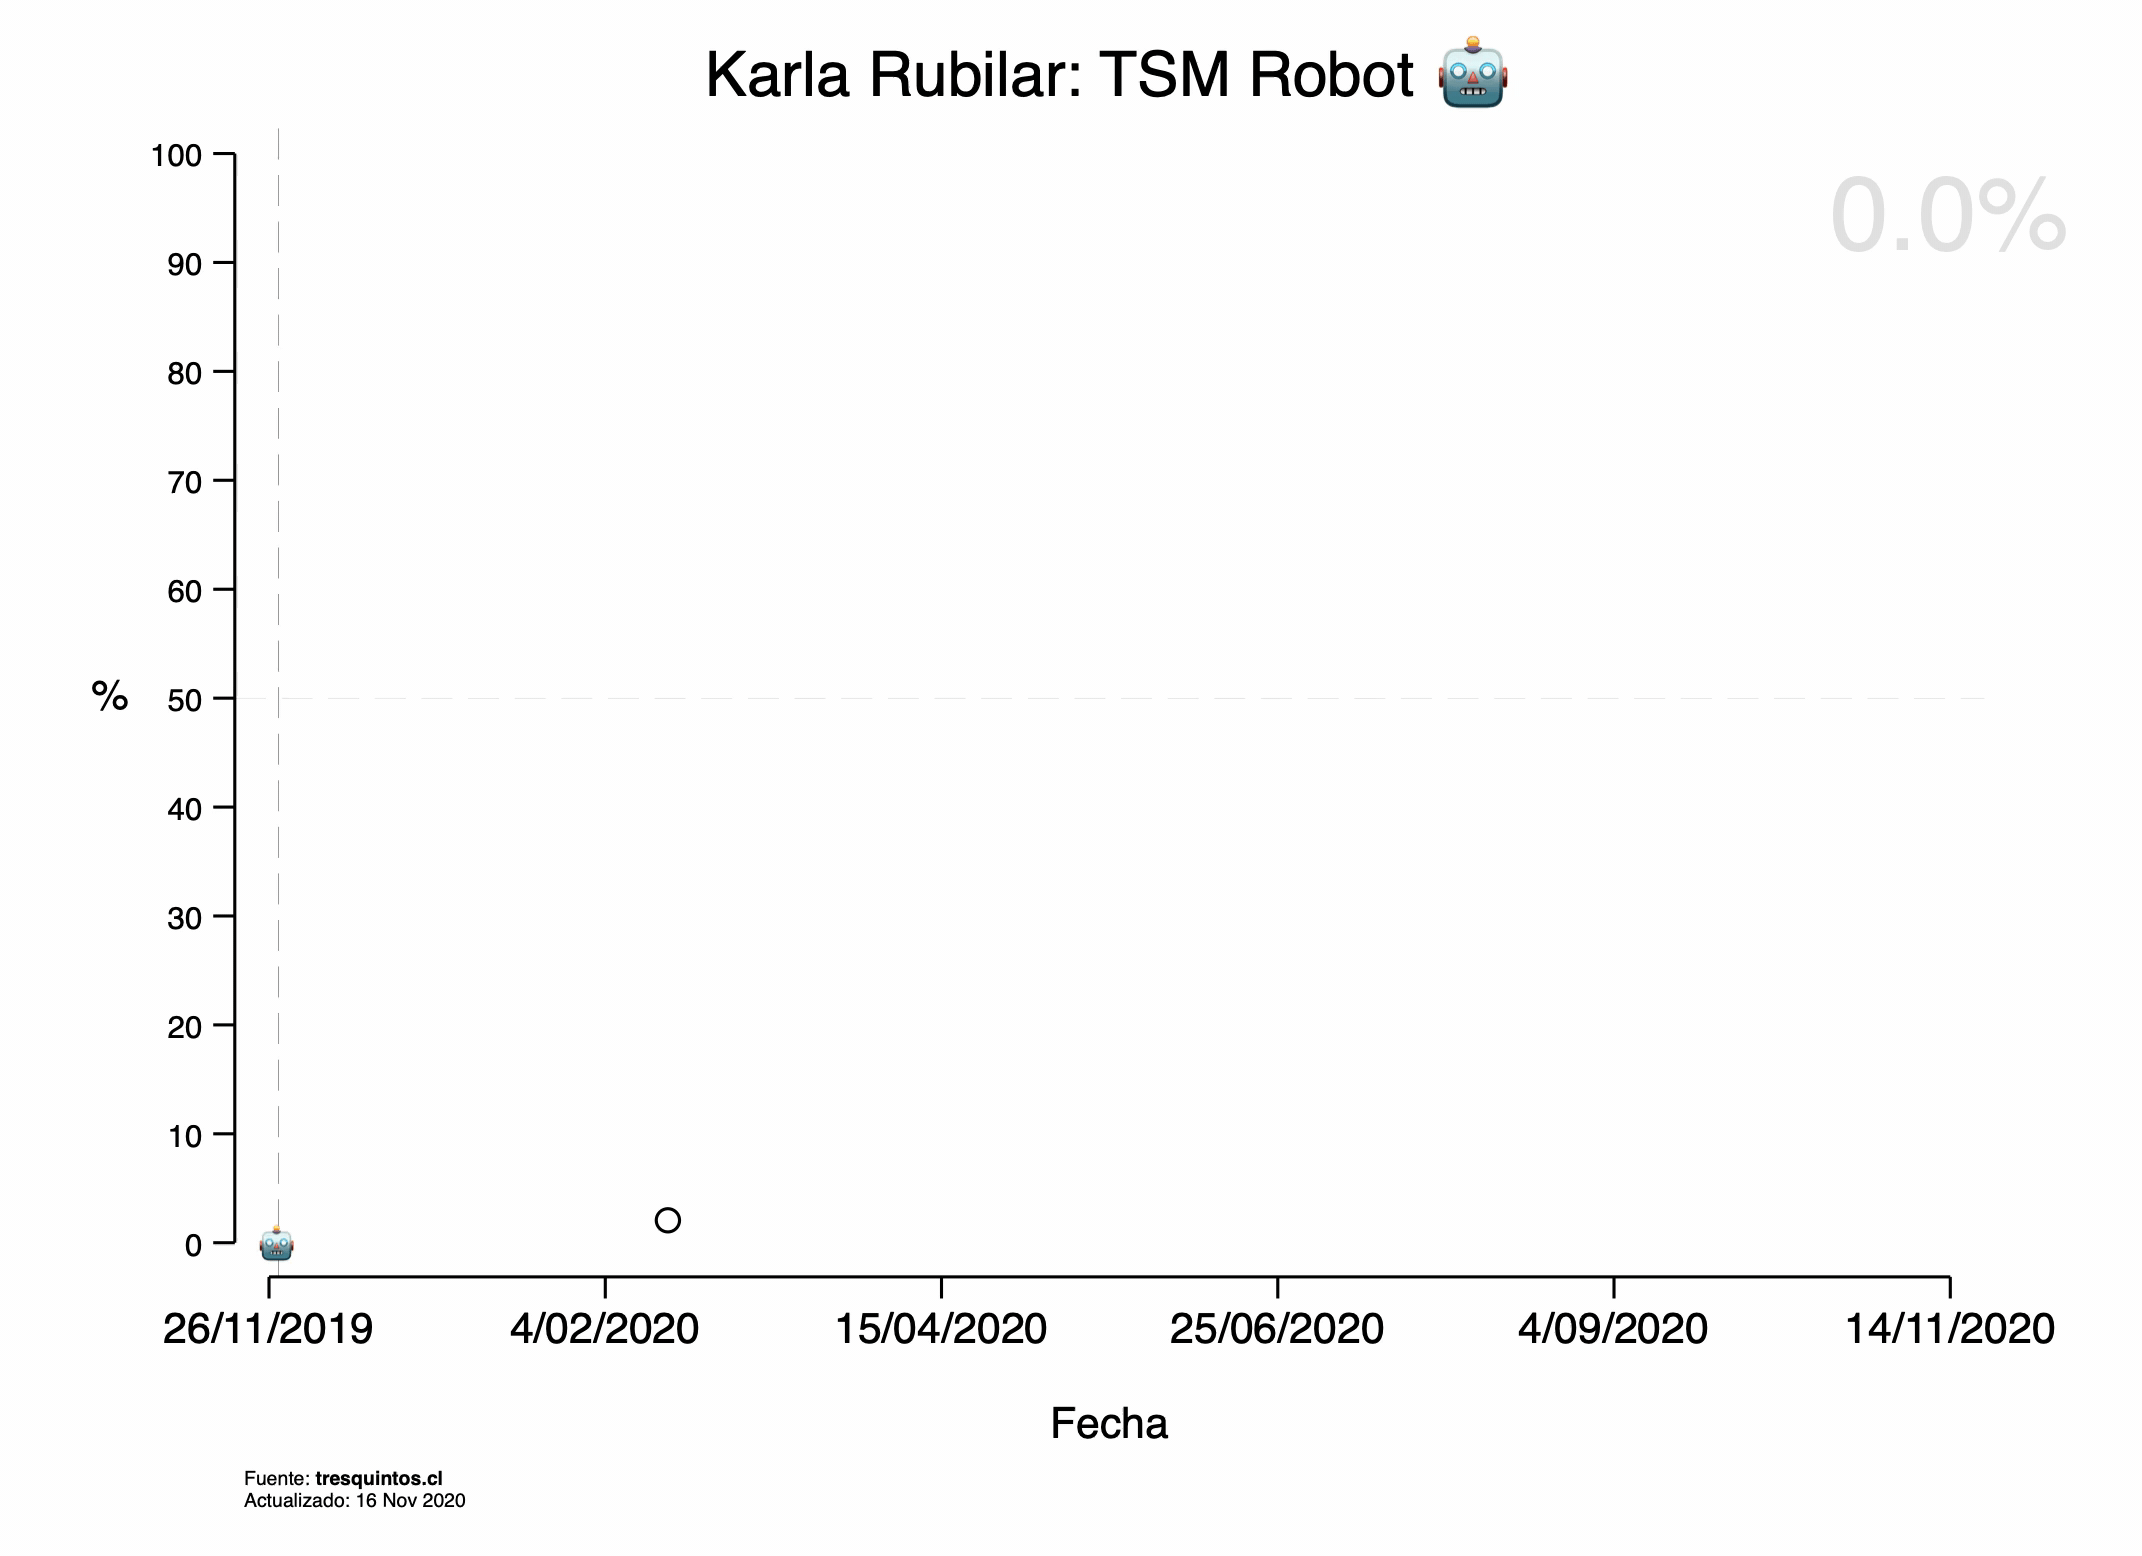 Karla Rubilar: TSM Robot 🤖
0.0%
100
90
80
70
60
50
40
30
20
10
0
%
26/11/2019 4/02/2020 15/04/2020 25/06/2020 4/09/2020 14/11/2020
Fecha
Fuente: tresquintos.cl
Actualizado: 16 Nov 2020